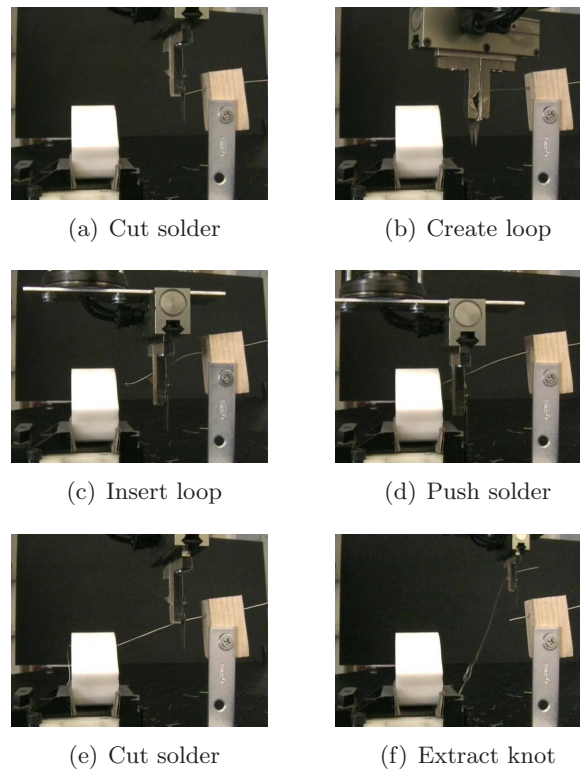 (a) Cut solder
(b) Create loop
(c) Insert loop
(d) Push solder
(e) Cut solder
(f) Extract knot